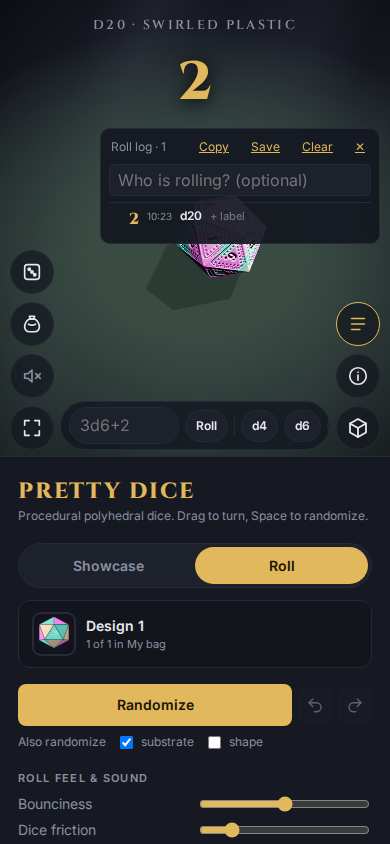 D20 · SWIRLED PLASTIC
2
Roll log · 1 Copy Save Clear ✕
Who is rolling? (optional)
2 10:23 d20 + label
3d6+2 Roll d4 d6
PRETTY DICE
Procedural polyhedral dice. Drag to turn, Space to randomize.
Showcase Roll
Design 1
1 of 1 in My bag
Randomize
Also randomize substrate shape
ROLL FEEL & SOUND
Bounciness
Dice friction